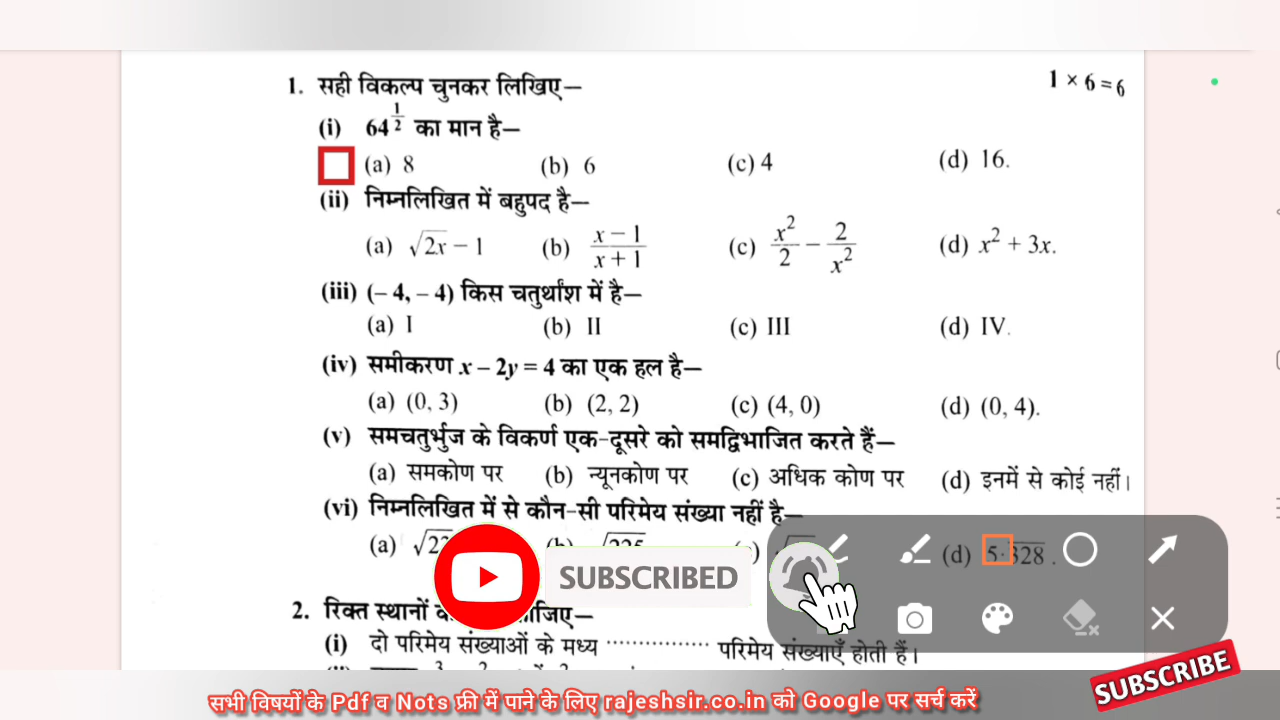 1. सही विकल्प चुनकर लिखिए— 1 × 6 = 6
(i) 64^{1/2} का मान है—
(a) 8 (b) 6 (c) 4 (d) 16.
(ii) निम्नलिखित में बहुपद है—
(a) √2x − 1 (b) (x − 1)/(x + 1) (c) x²/2 − 2/x² (d) x² + 3x.
(iii) (− 4, − 4) किस चतुर्थांश में है—
(a) I (b) II (c) III (d) IV.
(iv) समीकरण x − 2y = 4 का एक हल है—
(a) (0, 3) (b) (2, 2) (c) (4, 0) (d) (0, 4).
(v) समचतुर्भुज के विकर्ण एक-दूसरे को समद्विभाजित करते हैं—
(a) समकोण पर (b) न्यूनकोण पर (c) अधिक कोण पर (d) इनमें से कोई नहीं।
(vi) निम्नलिखित में से कौन-सी परिमेय संख्या नहीं है—
(a) (b) √225 (d) 5·328.
SUBSCRIBED
2. रिक्त स्थानों
(i) दो परिमेय संख्याओं के मध्य ················ परिमेय संख्याएँ होती हैं।
SUBSCRIBE
सभी विषयों के Pdf व Nots फ्री में पाने के लिए rajeshsir.co.in को Google पर सर्च करें